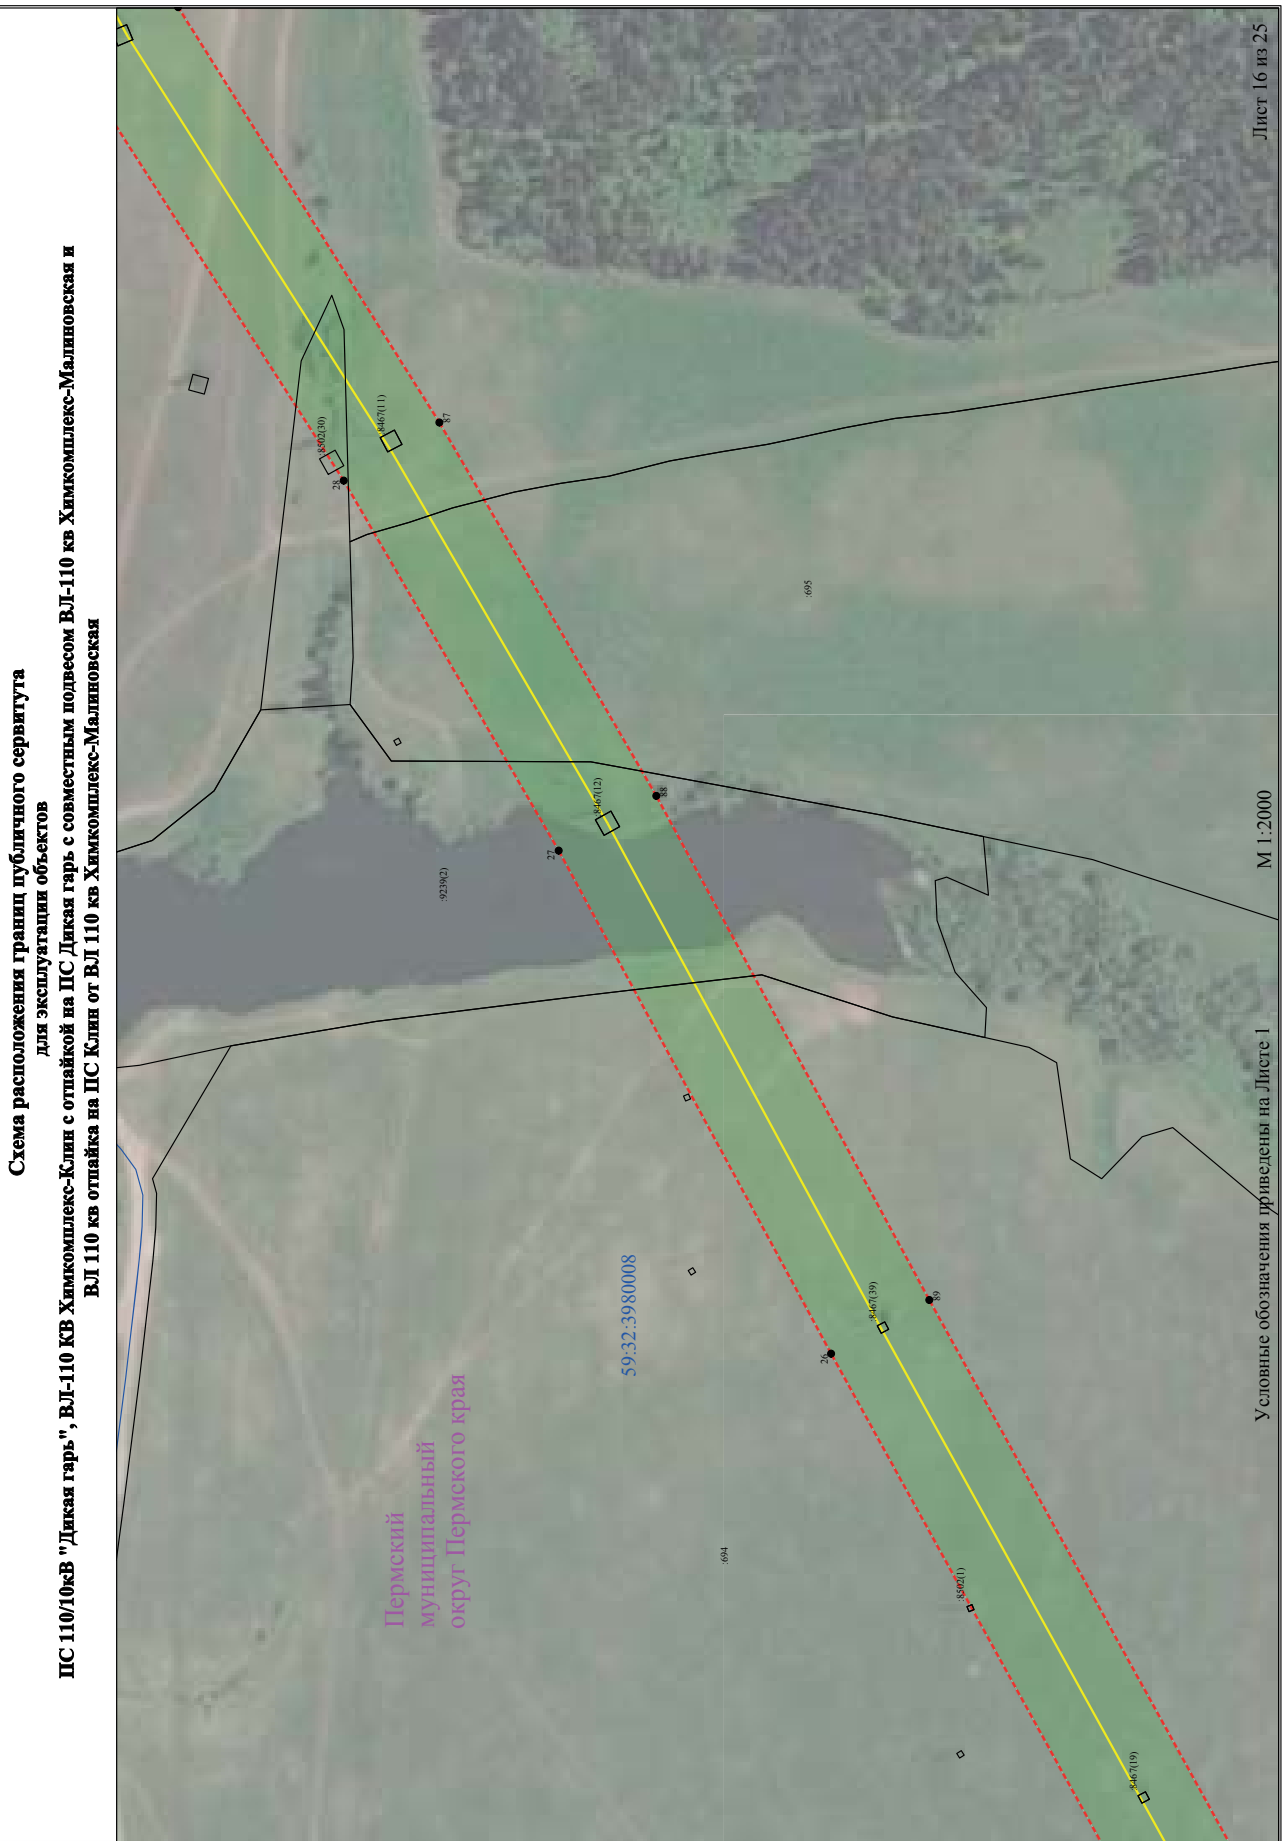 Схема расположения границ публичного сервитута
для эксплуатации объектов
ПС 110/10кВ "Дикая гарь", ВЛ-110 КВ Химкомплекс-Клин с отпайкой на ПС Дикая гарь с совместным подвесом ВЛ-110 кв Химкомплекс-Малиновская и
ВЛ 110 кв отпайка на ПС Клин от ВЛ 110 кв Химкомплекс-Малиновская
:8502(30)
28
:8467(11)
87
:695
:9239(2)
27
:8467(12)
88
59:32:3980008
Пермский
муниципальный
округ Пермского края
26
:8467(39)
89
:694
:8502(1)
:8467(19)
Условные обозначения приведены на Листе 1
М 1:2000
Лист 16 из 25